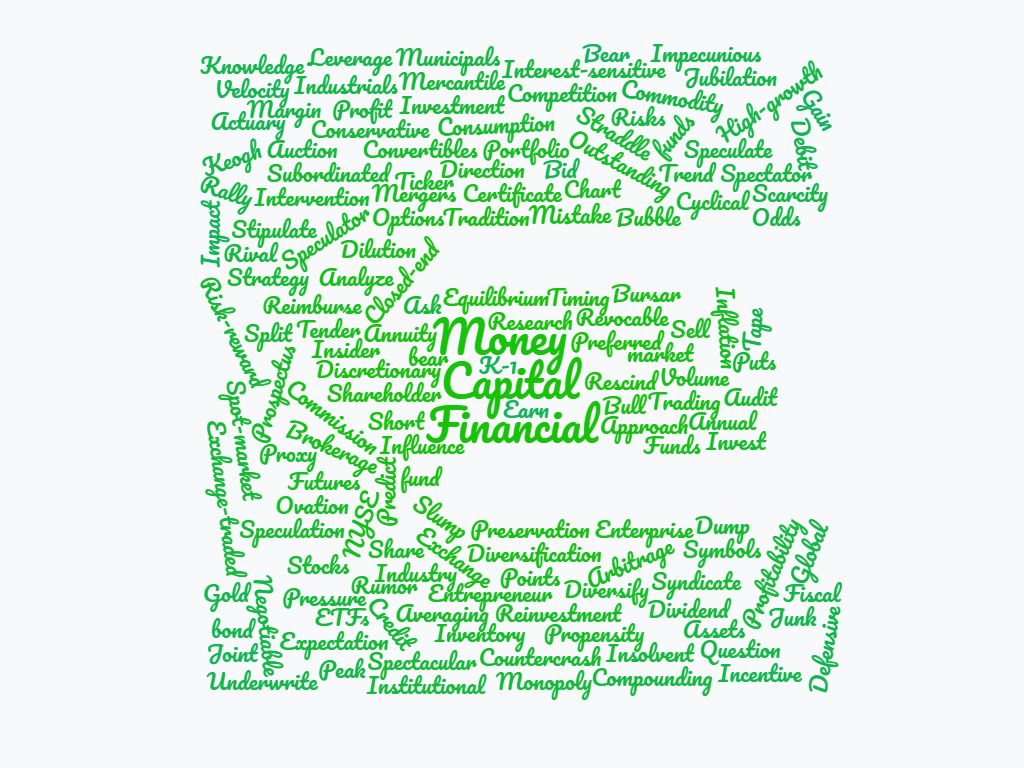 Knowledge Leverage Municipals Bear Impecunious
Velocity Industrials Mercantile Interest-sensitive Jubilation
Margin Profit Investment Competition Commodity High-growth Gain
Actuary Conservative Consumption Straddle Risks funds Debit
Keogh Auction Convertibles Portfolio Outstanding Speculate
Subordinated Ticker Direction Bid Trend Spectator
Rally Intervention Mergers Certificate Chart Cyclical Scarcity
Impact Stipulate Speculator Options Tradition Mistake Bubble Odds
Rival Dilution Closed-end
Strategy Analyze
Risk-reward Reimburse Ask Equilibrium Timing Bursar Inflation Tape
Split Tender Annuity Money Research Revocable Sell
Insider bear Preferred market Puts
Discretionary K-1 Capital Rescind Volume
Spot-market Prospectus Commission Shareholder Earn Bull Trading Audit
Exchange-traded Brokerage Short Financial Approach Annual
Proxy Influence Funds Invest
Futures Predict fund
Ovation NYSE Slump
Speculation Preservation Enterprise Dump Profitability Global
Stocks Share Exchange Diversification Arbitrage Symbols
Industry Points
Gold Negotiable Pressure Rumor Entrepreneur Diversify Syndicate Fiscal
ETFs Credit Averaging Reinvestment Dividend Junk Defensive
bond Expectation Inventory Propensity Assets
Joint Peak Spectacular Countercrash Insolvent Question
Underwrite Institutional Monopoly Compounding Incentive